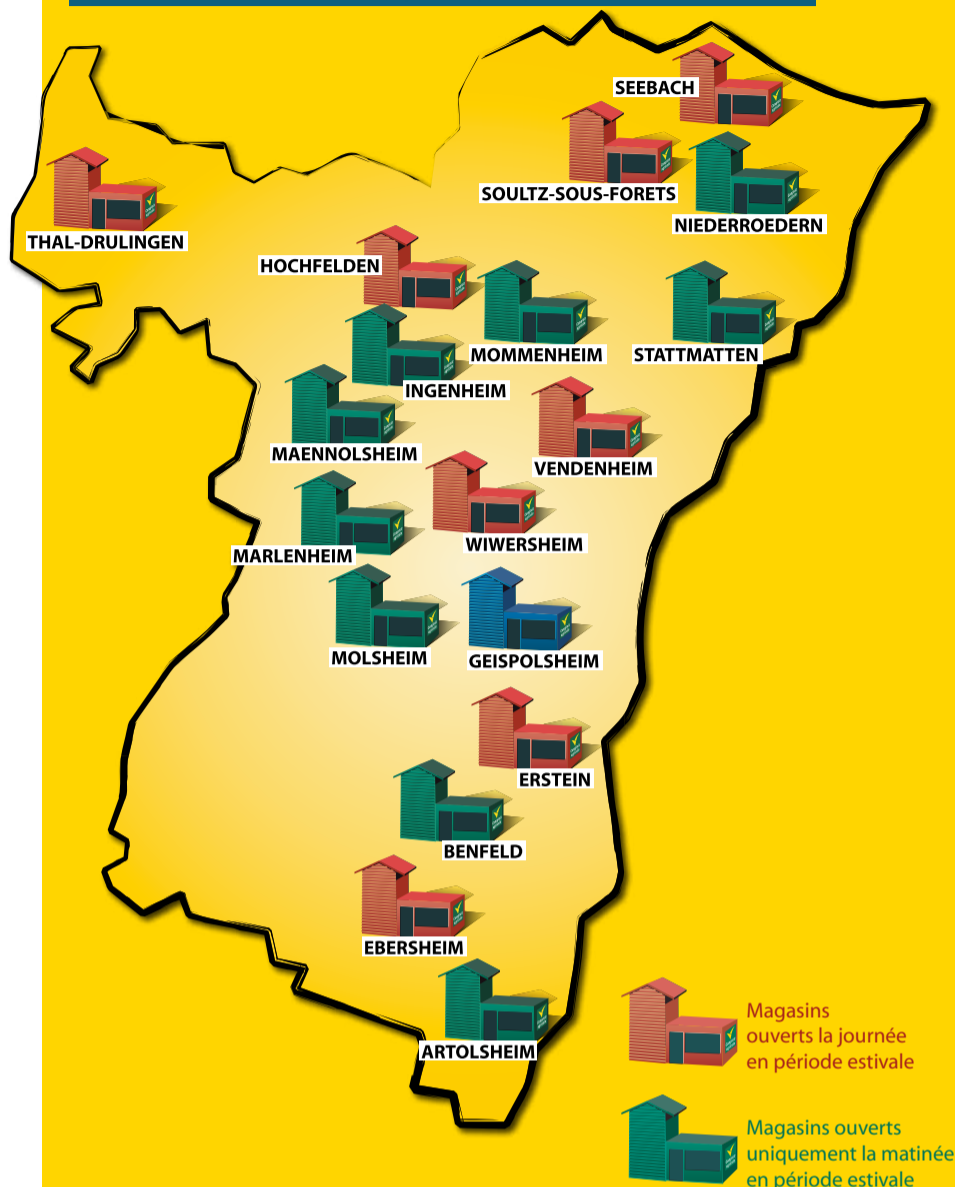 SEEBACH
SOULTZ-SOUS-FORETS
NIEDERROEDERN
THAL-DRULINGEN
HOCHFELDEN
MOMMENHEIM
STATTMATTEN
INGENHEIM
MAENNOLSHEIM
VENDENHEIM
WIWERSHEIM
MARLENHEIM
MOLSHEIM
GEISPOLSHEIM
ERSTEIN
BENFELD
EBERSHEIM
ARTOLSHEIM
Magasins
ouverts la journée
en période estivale
Magasins ouverts
uniquement la matinée
en période estivale